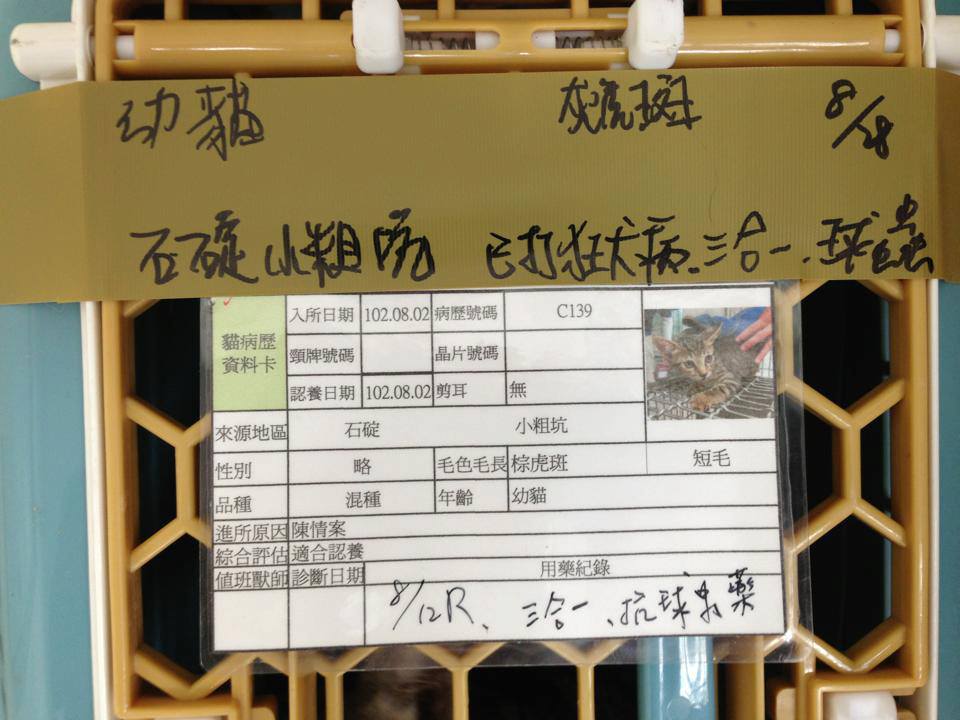 幼貓 灰虎斑 8/28
石碇小粗坑 已打狂犬病、三合一、球蟲
貓病歷資料卡
入所日期 102.08.02 病歷號碼 C139
頸牌號碼 晶片號碼
認養日期 102.08.02 剪耳 無
來源地區 石碇 小粗坑
性別 略 毛色毛長 棕虎斑 短毛
品種 混種 年齡 幼貓
進所原因 陳情案
綜合評估 適合認養
值班獸師 診斷日期 用藥紀錄
8/12 R、三合一、抗球虫藥